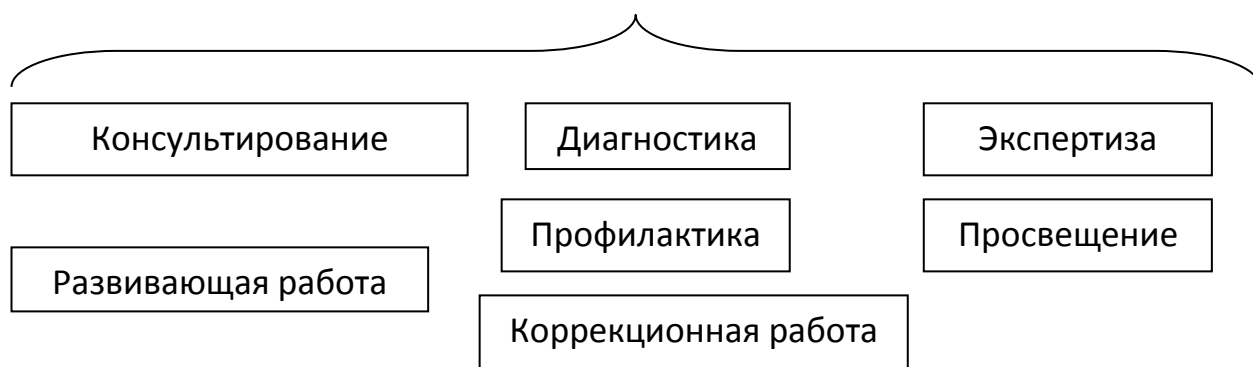 Консультирование
Диагностика
Экспертиза
Профилактика
Просвещение
Развивающая работа
Коррекционная работа